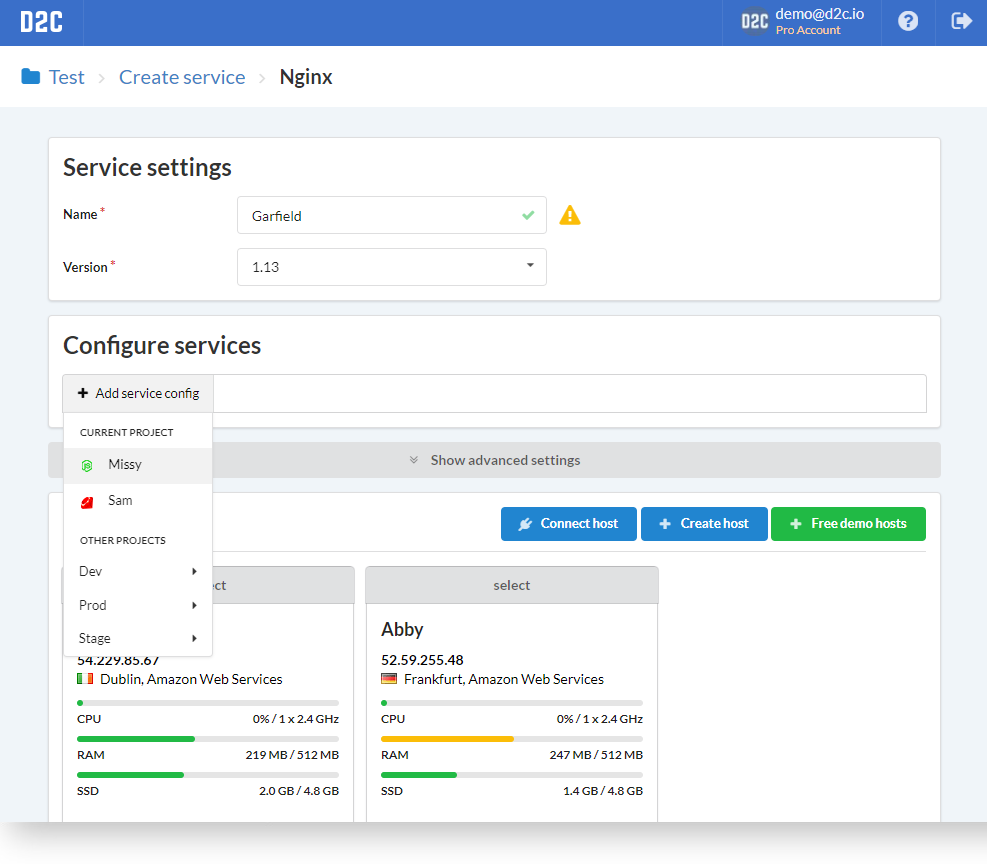 D2C
D2C
demo@d2c.io
Pro Account
Test
Create service
Nginx
Service settings
Name*
Garfield
Version*
1.13
Configure services
Add service config
CURRENT PROJECT
Missy
Sam
OTHER PROJECTS
Dev
Prod
Stage
Show advanced settings
Connect host
Create host
Free demo hosts
select
Abby
54.229.85.67
Dublin, Amazon Web Services
CPU 0% / 1 x 2.4 GHz
RAM 219 MB / 512 MB
SSD 2.0 GB / 4.8 GB
52.59.255.48
Frankfurt, Amazon Web Services
CPU 0% / 1 x 2.4 GHz
RAM 247 MB / 512 MB
SSD 1.4 GB / 4.8 GB